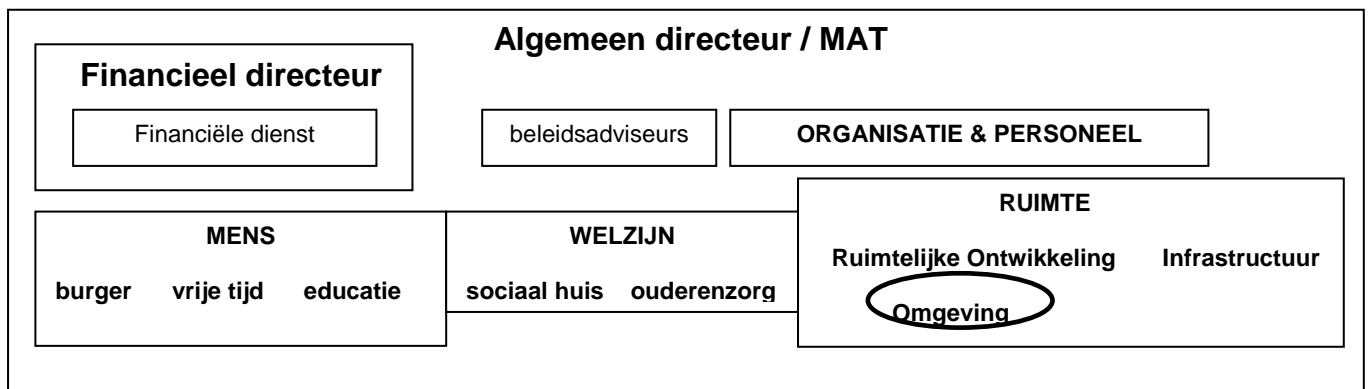 Algemeen directeur / MAT
Financieel directeur
Financiële dienst
beleidsadviseurs
ORGANISATIE & PERSONEEL
MENS
burger vrije tijd educatie
WELZIJN
sociaal huis ouderenzorg
RUIMTE
Ruimtelijke Ontwikkeling Infrastructuur
Omgeving